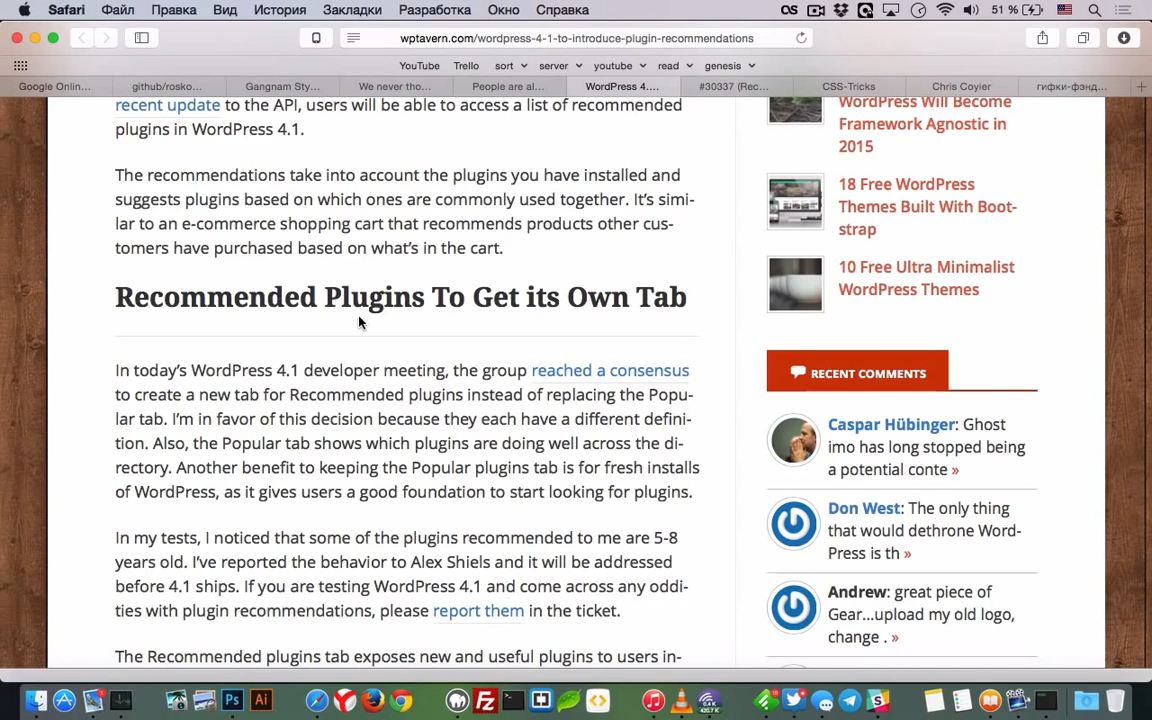 Safari Файл Правка Вид История Закладки Разработка Окно Справка 51 %
wptavern.com/wordpress-4-1-to-introduce-plugin-recommendations
YouTube Trello sort server youtube read genesis
Google Onlin... github/rosko... Gangnam Sty... We never tho... People are al... WordPress 4.... #30337 (Rec... CSS-Tricks Chris Coyier гифки-фэнд...
recent update to the API, users will be able to access a list of recommended
plugins in WordPress 4.1.
The recommendations take into account the plugins you have installed and
suggests plugins based on which ones are commonly used together. It's simi-
lar to an e-commerce shopping cart that recommends products other cus-
tomers have purchased based on what's in the cart.
Recommended Plugins To Get its Own Tab
In today's WordPress 4.1 developer meeting, the group reached a consensus
to create a new tab for Recommended plugins instead of replacing the Popu-
lar tab. I'm in favor of this decision because they each have a different defini-
tion. Also, the Popular tab shows which plugins are doing well across the di-
rectory. Another benefit to keeping the Popular plugins tab is for fresh installs
of WordPress, as it gives users a good foundation to start looking for plugins.
In my tests, I noticed that some of the plugins recommended to me are 5-8
years old. I've reported the behavior to Alex Shiels and it will be addressed
before 4.1 ships. If you are testing WordPress 4.1 and come across any oddi-
ties with plugin recommendations, please report them in the ticket.
The Recommended plugins tab exposes new and useful plugins to users in-
WordPress Will Become
Framework Agnostic in
2015
18 Free WordPress
Themes Built With Boot-
strap
10 Free Ultra Minimalist
WordPress Themes
RECENT COMMENTS
Caspar Hübinger: Ghost
imo has long stopped being
a potential conte »
Don West: The only thing
that would dethrone Word-
Press is th »
Andrew: great piece of
Gear...upload my old logo,
change . »
Ps Ai Fz